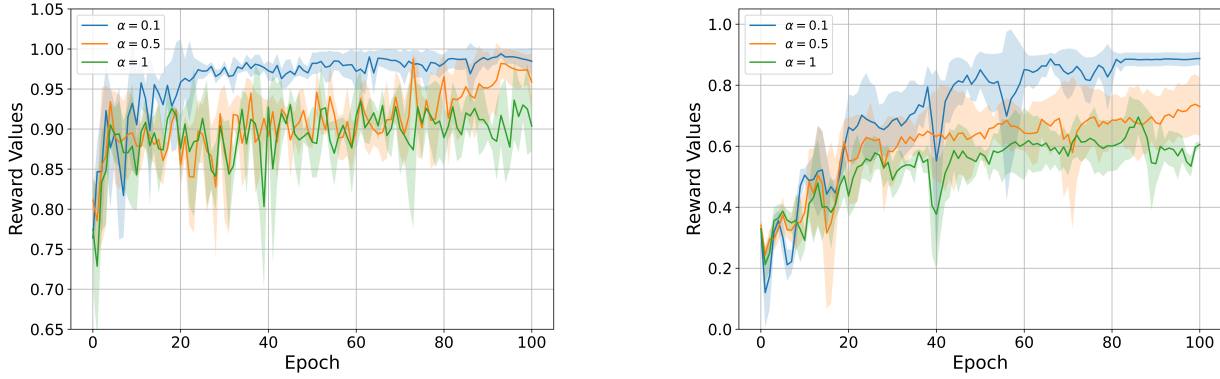 1.05
1.00
0.95
0.90
0.85
0.80
0.75
0.70
0.65
Reward Values
α = 0.1
α = 0.5
α = 1
0 20 40 60 80 100
Epoch
1.0
0.8
0.6
0.4
0.2
0.0
Reward Values
α = 0.1
α = 0.5
α = 1
0 20 40 60 80 100
Epoch